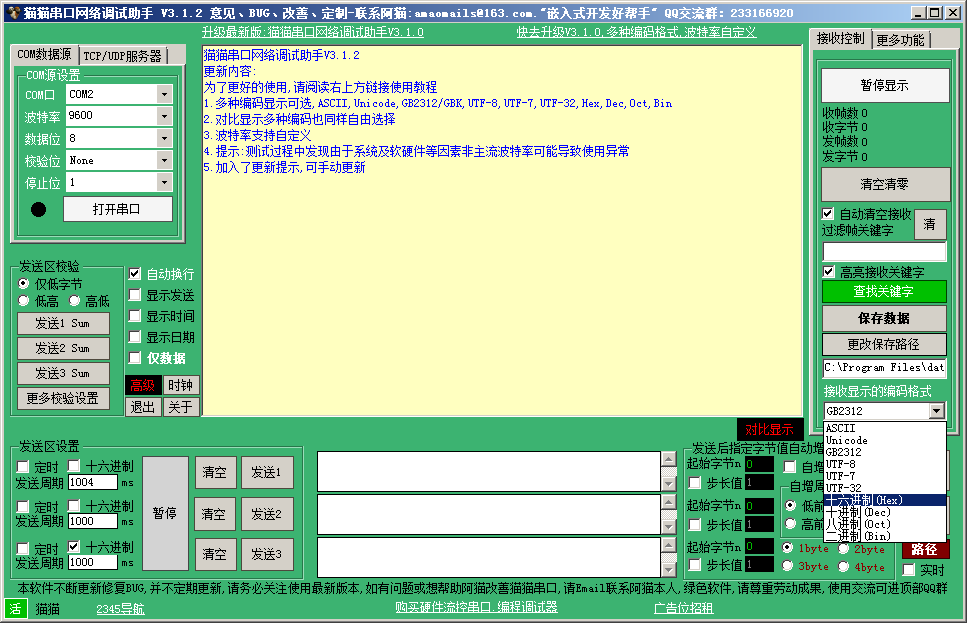 猫猫串口网络调试助手 V3.1.2 意见、BUG、改善、定制-联系阿猫:amaomails@163.com."嵌入式开发好帮手" QQ交流群: 233166920
升级最新版:猫猫串口网络调试助手V3.1.0
快去升级V3.1.0,多种编码格式,波特率自定义
COM数据源
TCP/UDP服务器
COM源设置
COM口
COM2
波特率
9600
数据位
8
校验位
None
停止位
1
打开串口
猫猫串口网络调试助手V3.1.2
更新内容:
为了更好的使用,请阅读右上方链接使用教程
1.多种编码显示可选,ASCII,Unicode,GB2312/GBK,UTF-8,UTF-7,UTF-32,Hex,Dec,Oct,Bin
2.对比显示多种编码也同样自由选择
3.波特率支持自定义
4.提示:测试过程中发现由于系统及软硬件等因素非主流波特率可能导致使用异常
5.加入了更新提示,可手动更新
接收控制
更多功能
暂停显示
收帧数 0
收字节 0
发帧数 0
发字节 0
清空清零
自动清空接收
过滤帧关键字
清
高亮接收关键字
查找关键字
保存数据
更改保存路径
C:\Program Files\dat
接收显示的编码格式
GB2312
ASCII
Unicode
GB2312
UTF-8
UTF-7
UTF-32
十六进制(Hex)
十进制(Dec)
八进制(Oct)
二进制(Bin)
发送区校验
仅低字节
低高
高低
发送1 Sum
发送2 Sum
发送3 Sum
更多校验设置
自动换行
显示发送
显示时间
显示日期
仅数据
高级
时钟
退出
关于
对比显示
发送区设置
定时
十六进制
发送周期
1004
ms
定时
十六进制
发送周期
1000
ms
定时
十六进制
发送周期
1000
ms
暂停
清空
发送1
清空
发送2
清空
发送3
发送后指定字节值自动增
起始字节n
0
步长值
1
起始字节n
0
步长值
1
起始字节n
0
步长值
1
自增
自增周
低前
高前
1byte
2byte
3byte
4byte
路径
实时
本软件不断更新修复BUG,并不定期更新,请务必关注使用最新版本,如有问题或想帮助阿猫改善猫猫串口,请Email联系阿猫本人,绿色软件,请尊重劳动成果,使用交流可进顶部QQ群
活
猫猫
2345导航
购买硬件流控串口.编程调试器
广告位招租